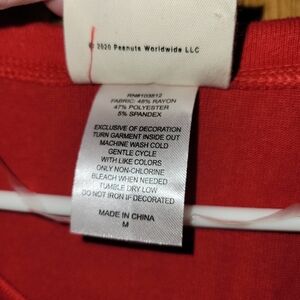 © 2020 Peanuts Worldwide LLC
RN#103812
FABRIC: 48% RAYON
47% POLYESTER
5% SPANDEX
EXCLUSIVE OF DECORATION
TURN GARMENT INSIDE OUT
MACHINE WASH COLD
GENTLE CYCLE
WITH LIKE COLORS
ONLY NON-CHLORINE
BLEACH WHEN NEEDED
TUMBLE DRY LOW
DO NOT IRON IF DECORATED
MADE IN CHINA
M